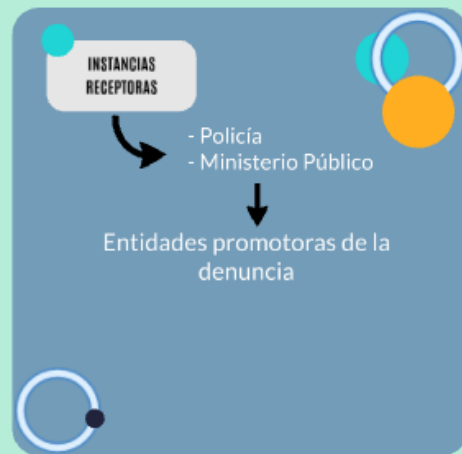 INSTANCIAS
RECEPTORAS
- Policía
- Ministerio Público
Entidades promotoras de la
denuncia